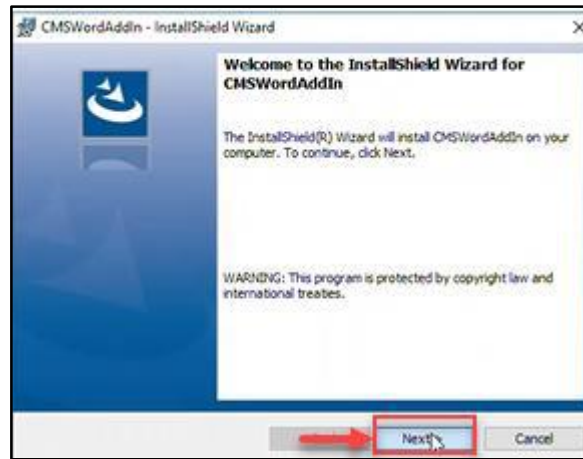 CMSWordAddIn - InstallShield Wizard
Welcome to the InstallShield Wizard for
CMSWordAddIn
The InstallShield(R) Wizard will install CMSWordAddIn on your
computer. To continue, click Next.
WARNING: This program is protected by copyright law and
international treaties.
Next
Cancel